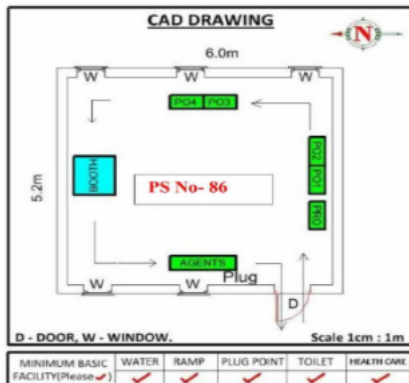 CAD DRAWING
N
6.0m
W W W
PO4 PO3
5.2m
BOOTH
PO2
PO1
PS No- 86
PRO
AGENTS
Plug
W W
D
D - DOOR, W - WINDOW. Scale 1cm : 1m
MINIMUM BASIC FACILITY(Please ✓) WATER RAMP PLUG POINT TOILET HEALTH CARE
✓ ✓ ✓ ✓ ✓